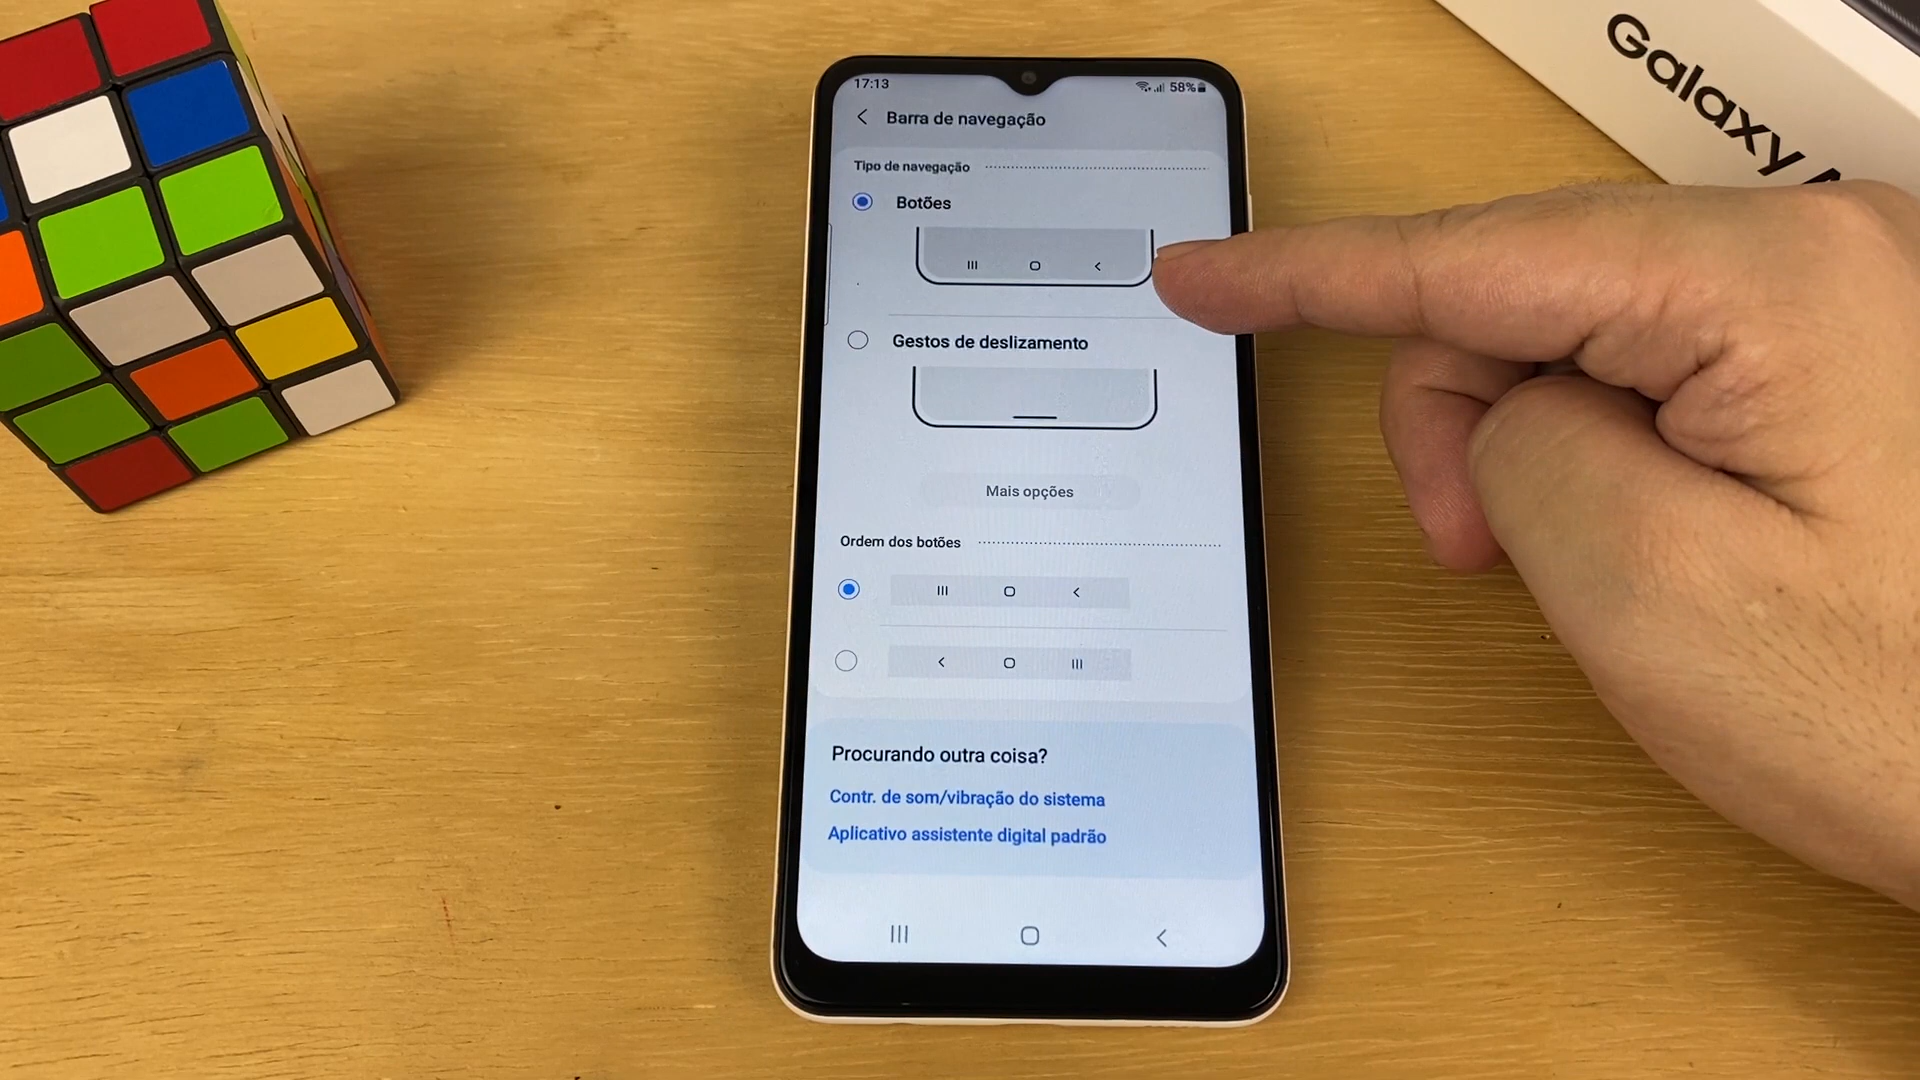 17:13
58%
Barra de navegação
Tipo de navegação
Botões
Gestos de deslizamento
Mais opções
Ordem dos botões
Procurando outra coisa?
Contr. de som/vibração do sistema
Aplicativo assistente digital padrão
Galaxy A